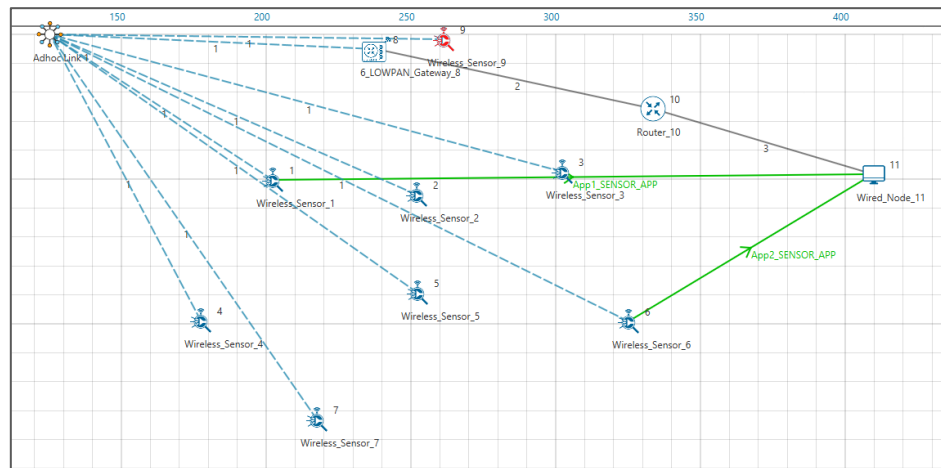 150 200 250 300 350 400
9
8
1 1
Adhoc Link 1
Wireless_Sensor_9
6_LOWPAN_Gateway_8
2
10
Router_10
1
1 1 1
3
3
11
1 1
2
1
App1_SENSOR_APP
Wireless_Sensor_1
Wireless_Sensor_2
Wireless_Sensor_3
Wired_Node_11
1
App2_SENSOR_APP
5
4
6
Wireless_Sensor_5
Wireless_Sensor_4
Wireless_Sensor_6
7
Wireless_Sensor_7